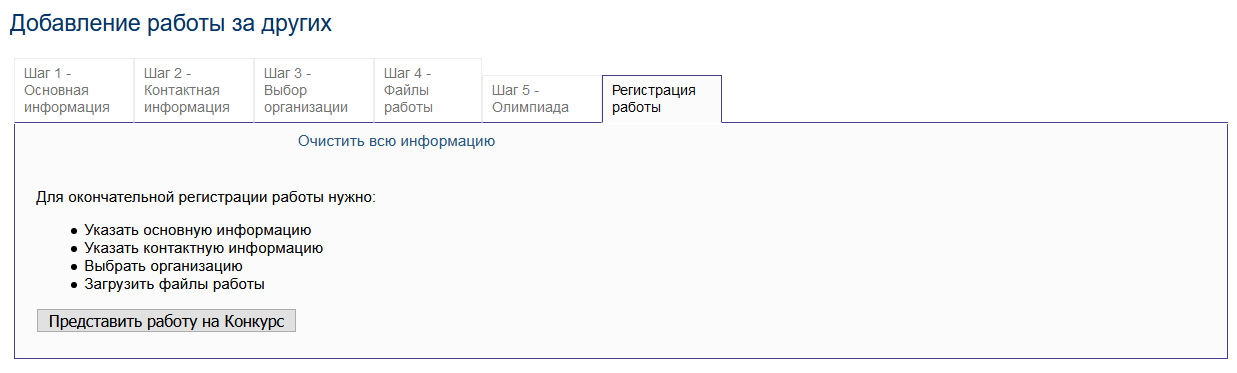 Добавление работы за других
Шаг 1 -
Основная
информация
Шаг 2 -
Контактная
информация
Шаг 3 -
Выбор
организации
Шаг 4 -
Файлы
работы
Шаг 5 -
Олимпиада
Регистрация
работы
Очистить всю информацию
Для окончательной регистрации работы нужно:
Указать основную информацию
Указать контактную информацию
Выбрать организацию
Загрузить файлы работы
Представить работу на Конкурс